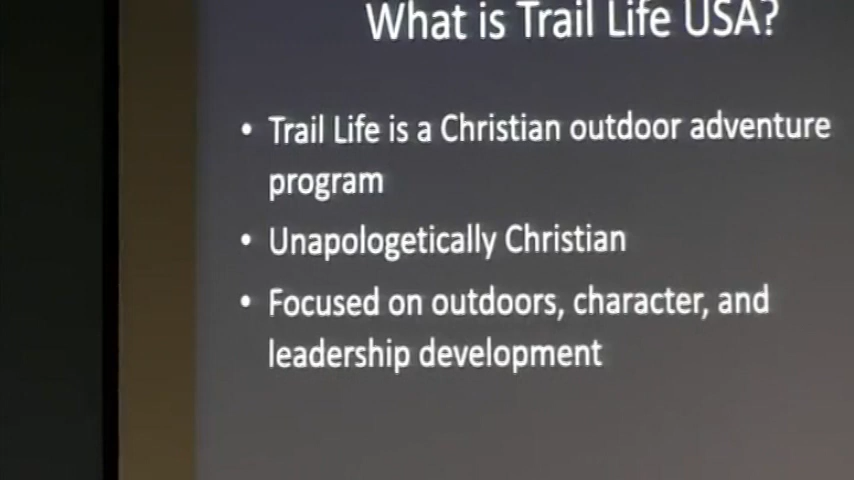 What is Trail Life USA?
• Trail Life is a Christian outdoor adventure
program
• Unapologetically Christian
• Focused on outdoors, character, and
leadership development